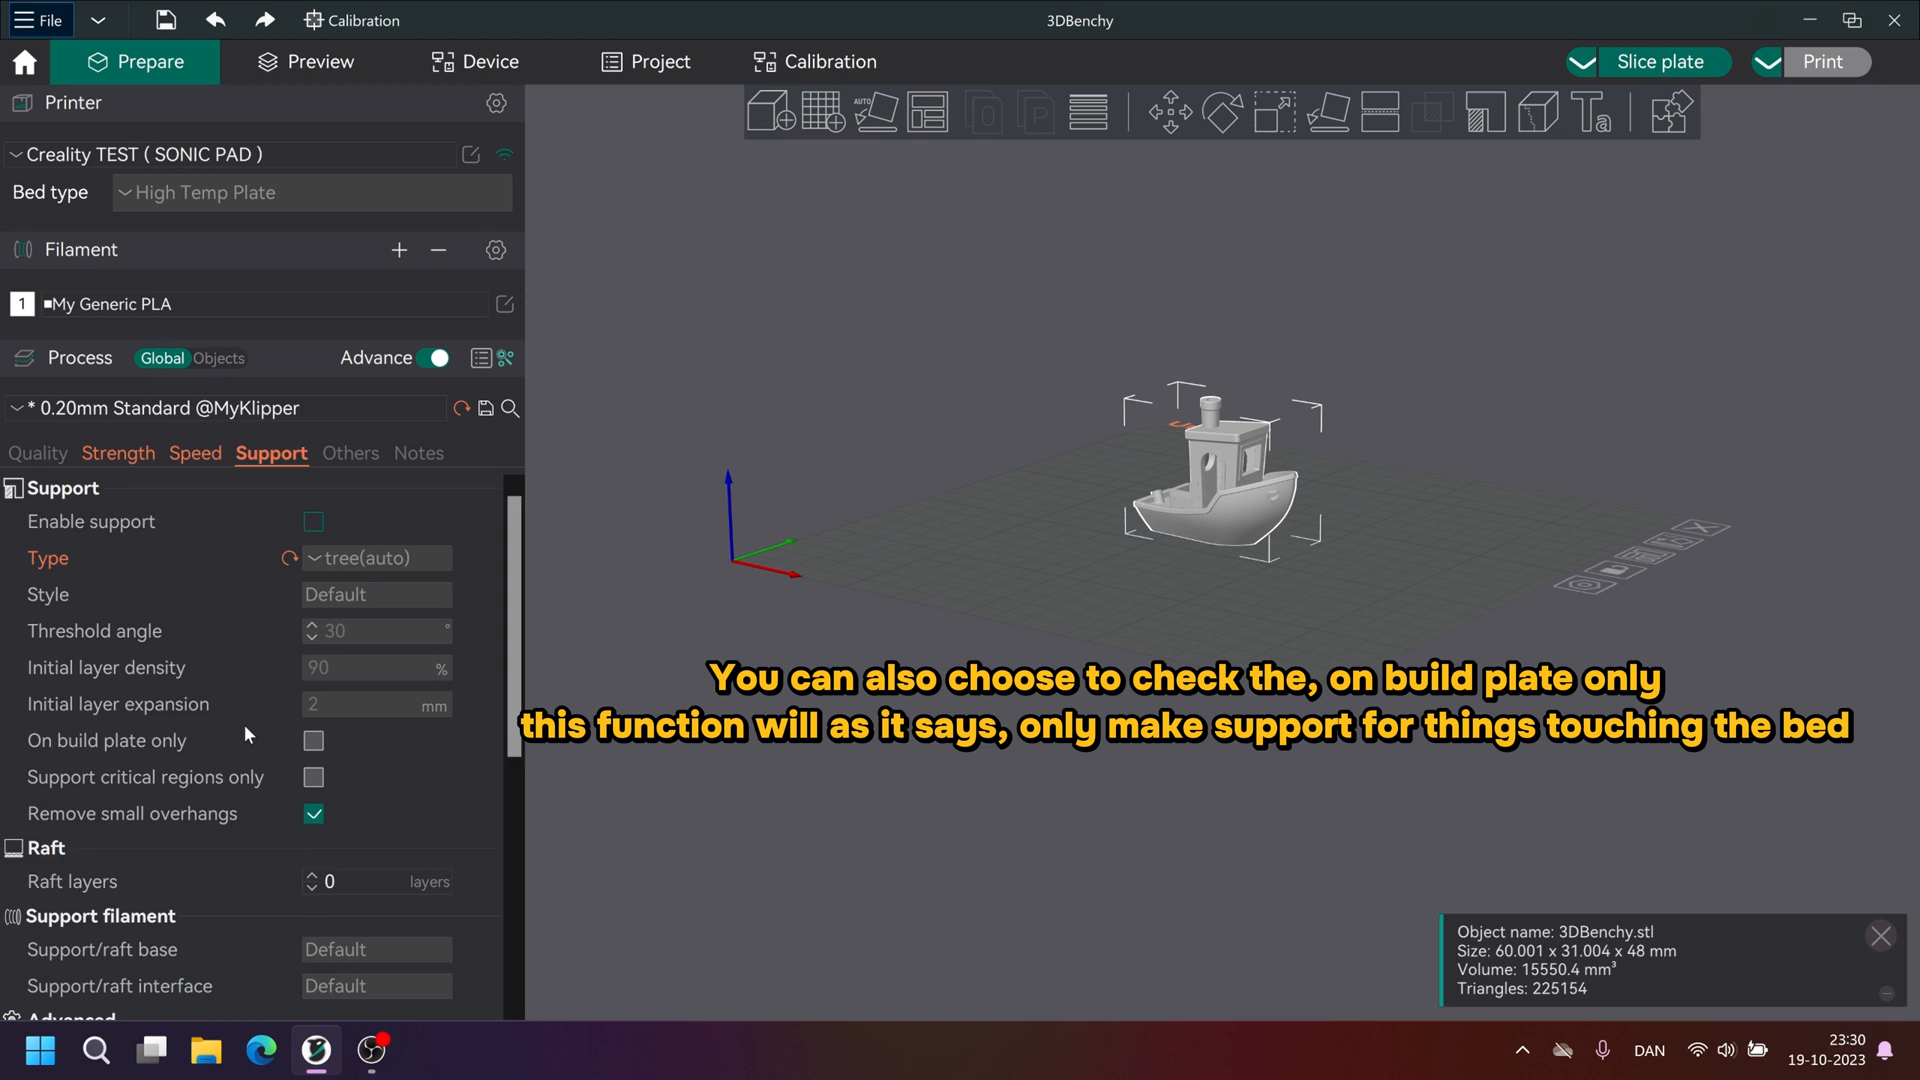 File
Calibration
3DBenchy
Prepare
Preview
Device
Project
Calibration
Slice plate
Print
Printer
Creality TEST ( SONIC PAD )
Bed type
High Temp Plate
Filament
1
My Generic PLA
Process
Global
Objects
Advance
* 0.20mm Standard @MyKlipper
Quality
Strength
Speed
Support
Others
Notes
Support
Enable support
Type
tree(auto)
Style
Default
Threshold angle
30
°
Initial layer density
90
%
Initial layer expansion
2
mm
On build plate only
Support critical regions only
Remove small overhangs
Raft
Raft layers
0
layers
Support filament
Support/raft base
Default
Support/raft interface
Default
Advanced
AUTO
You can also choose to check the, on build plate only
this function will as it says, only make support for things touching the bed
Object name: 3DBenchy.stl
Size: 60.001 x 31.004 x 48 mm
Volume: 15550.4 mm³
Triangles: 225154
DAN
23:30
19-10-2023